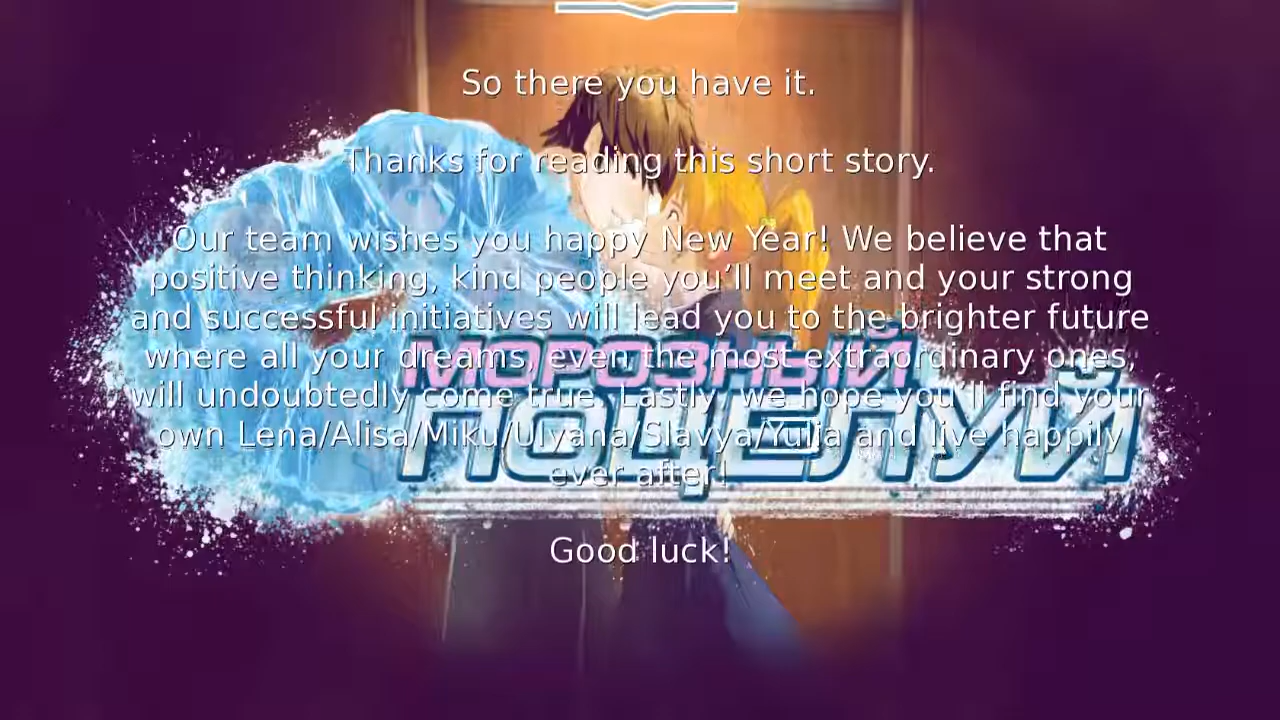 So there you have it.
Thanks for reading this short story.
Our team wishes you happy New Year! We believe that
positive thinking, kind people you’ll meet and your strong
and successful initiatives will lead you to the brighter future
where all your dreams, even the most extraordinary ones,
will undoubtedly come true. Lastly, we hope you’ll find your
own Lena/Alisa/Miku/Ulyana/Slavya/Yulia and live happily
ever after!
МОРОЗНЫЙ
ПОЦЕЛУЙ
Good luck!